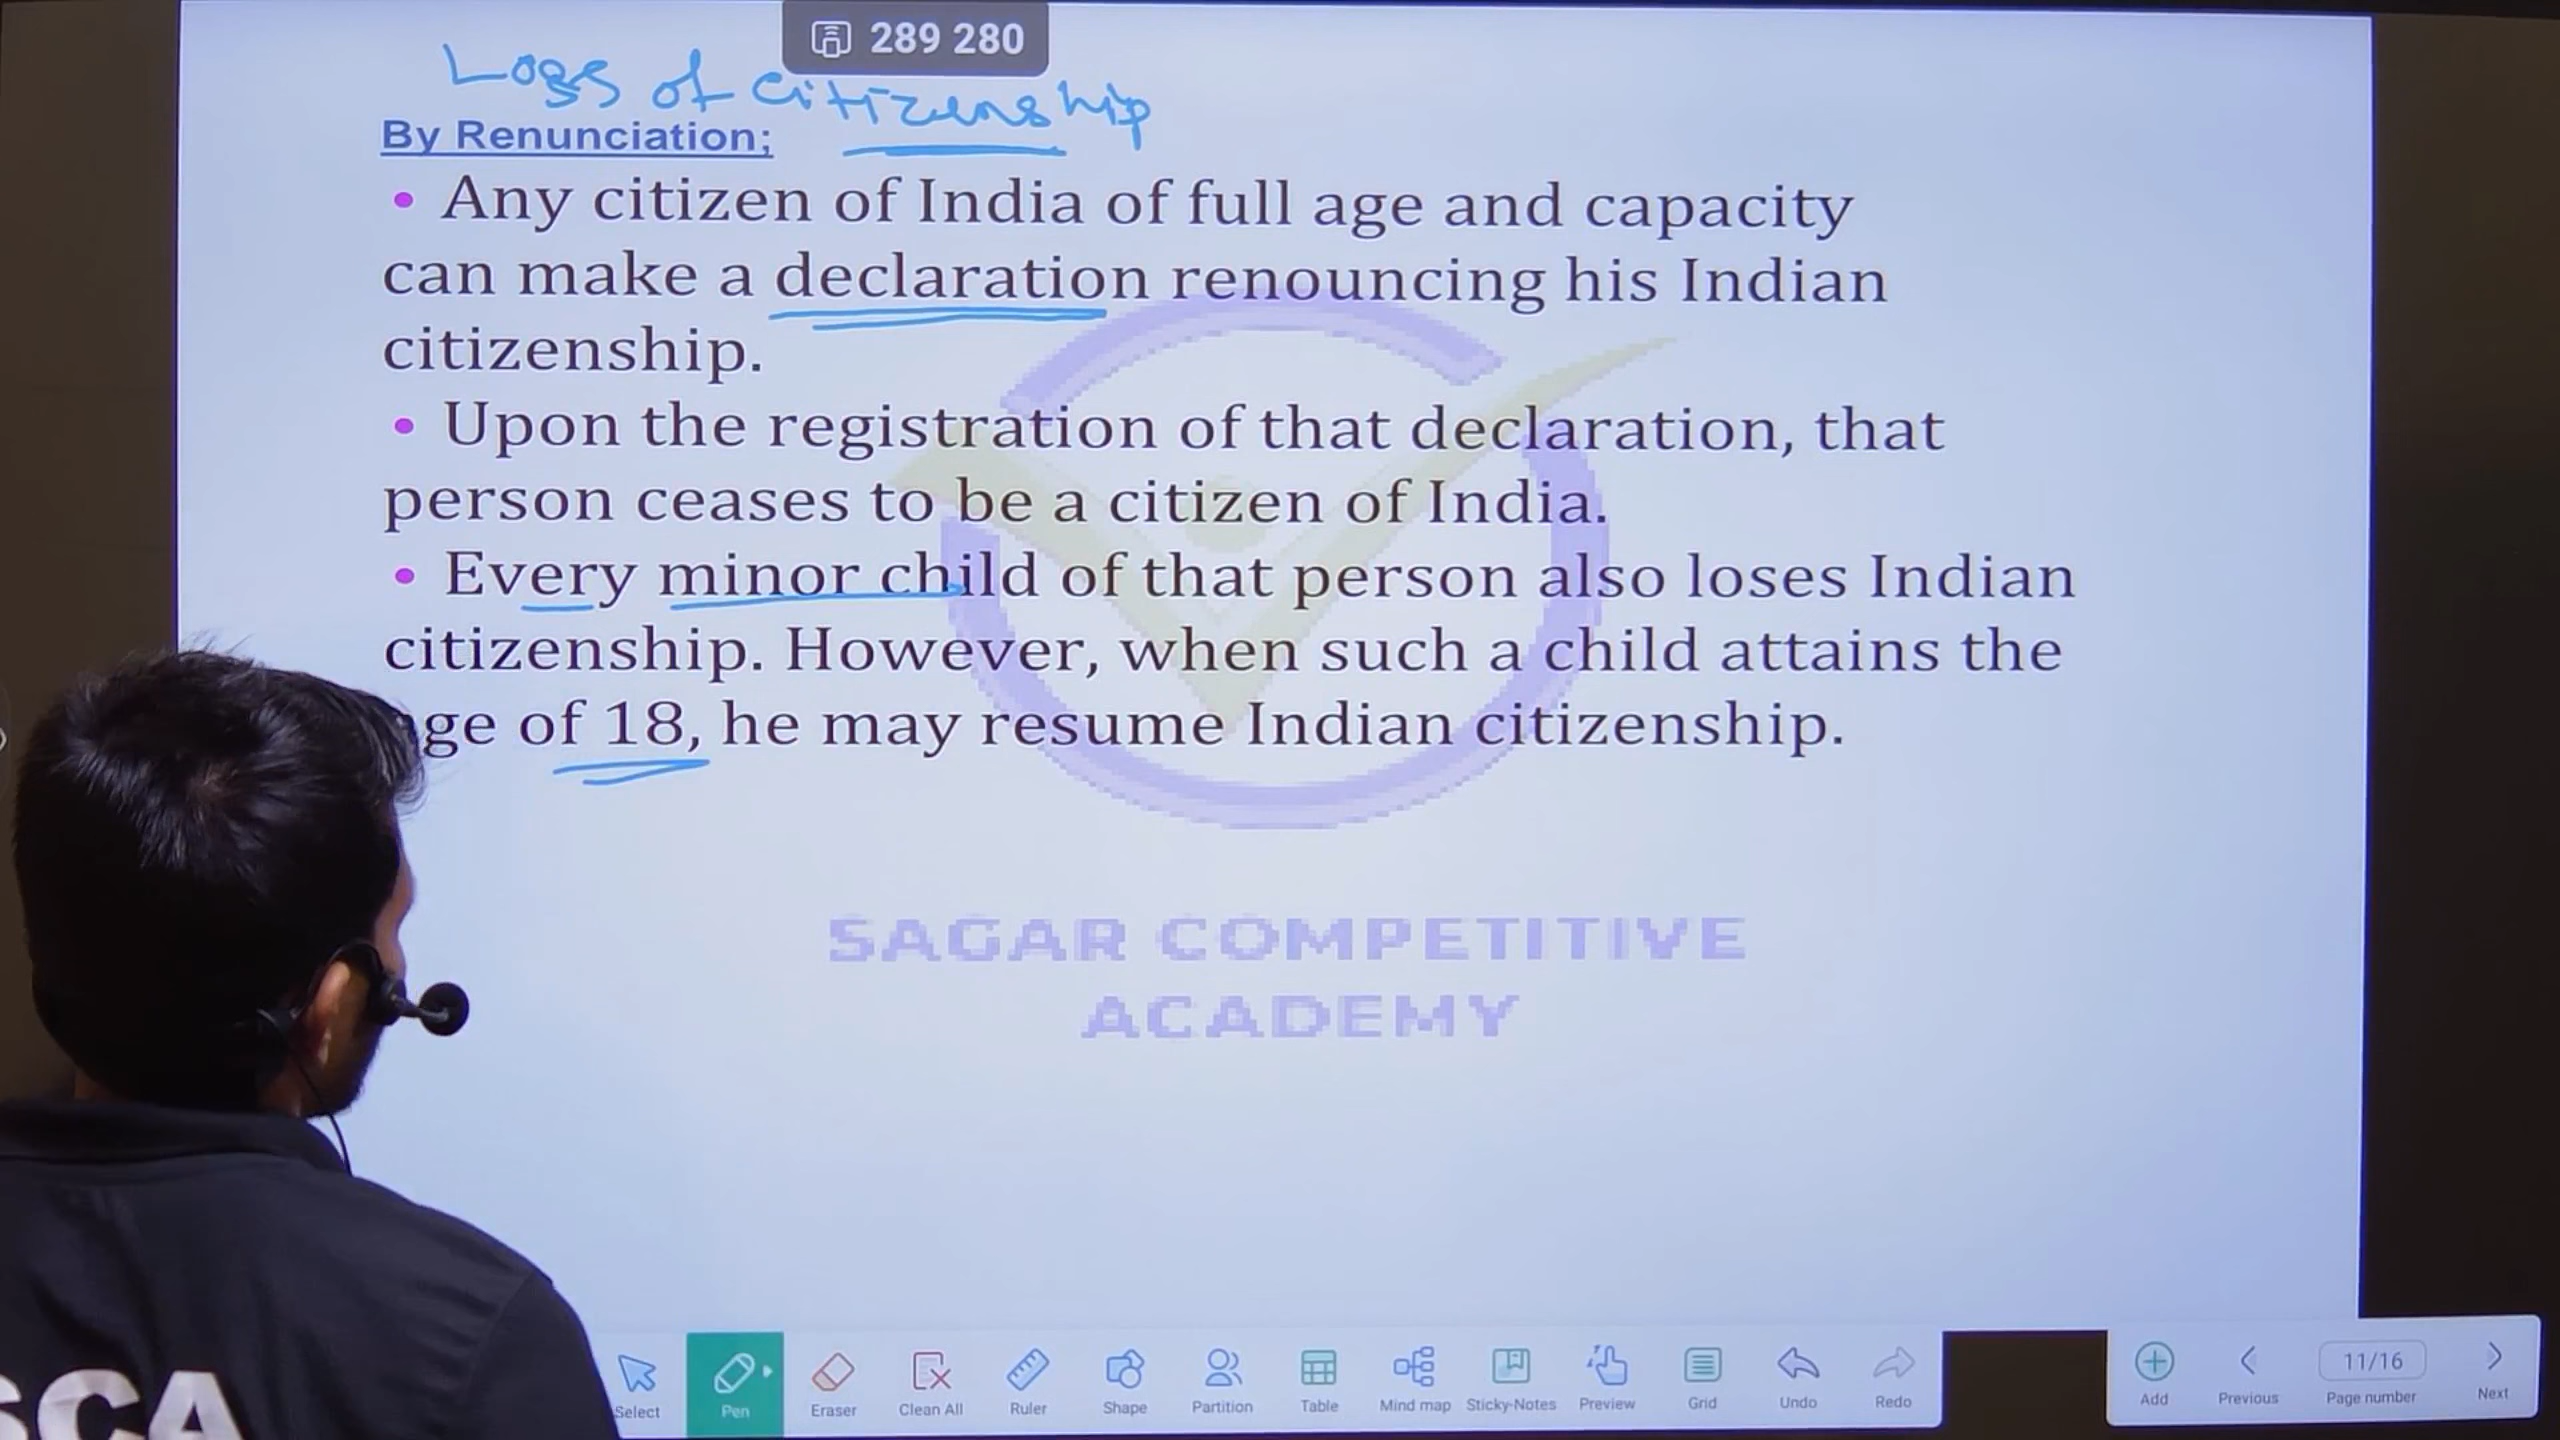 289 280
Loss of citizenship
By Renunciation;
• Any citizen of India of full age and capacity
can make a declaration renouncing his Indian
citizenship.
• Upon the registration of that declaration, that
person ceases to be a citizen of India.
• Every minor child of that person also loses Indian
citizenship. However, when such a child attains the
age of 18, he may resume Indian citizenship.
SAGAR COMPETITIVE
ACADEMY
SCA
Select Pen Eraser Clean All Ruler Shape Partition Table Mind map Sticky-Notes Preview Grid Undo Redo
11/16
Add Previous Page number Next